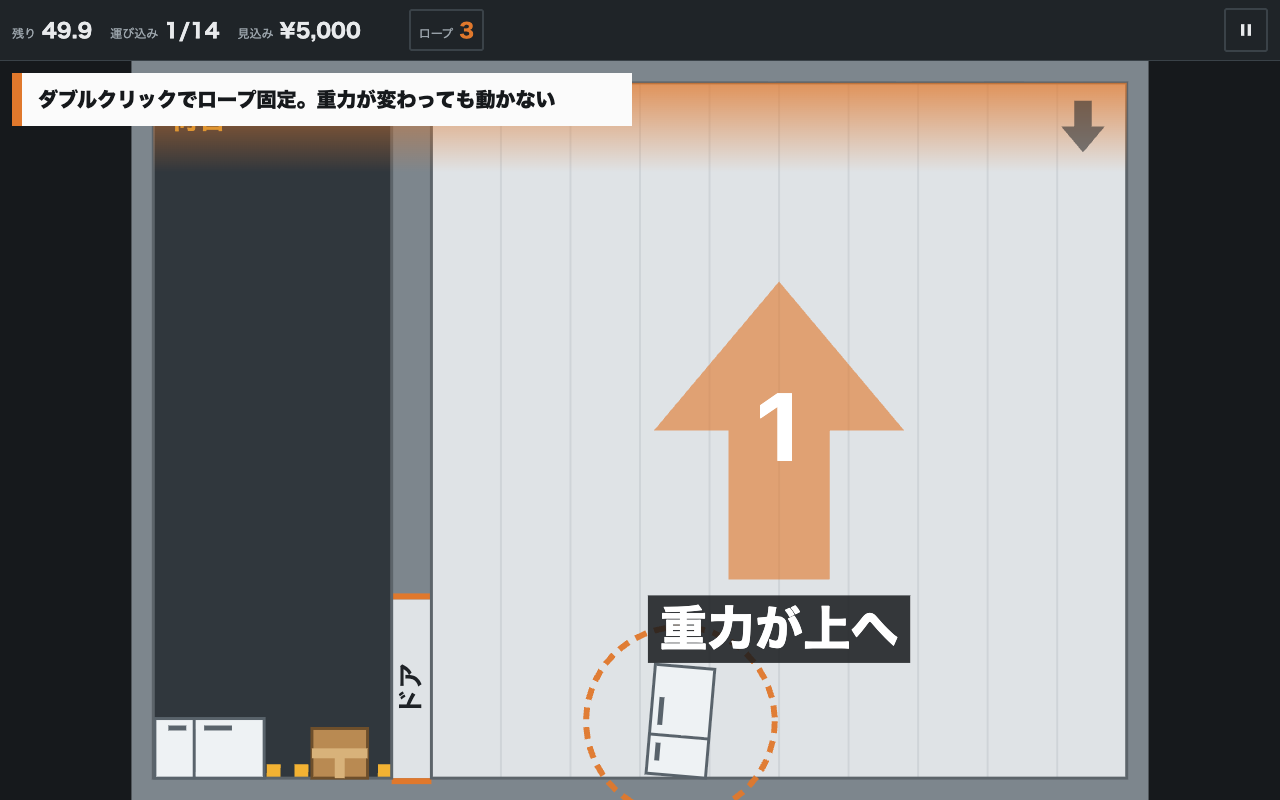 残り 49.9 運び込み 1/14 見込み ¥5,000 ロープ 3
ダブルクリックでロープ固定。重力が変わっても動かない
1
重力が上へ
ドア